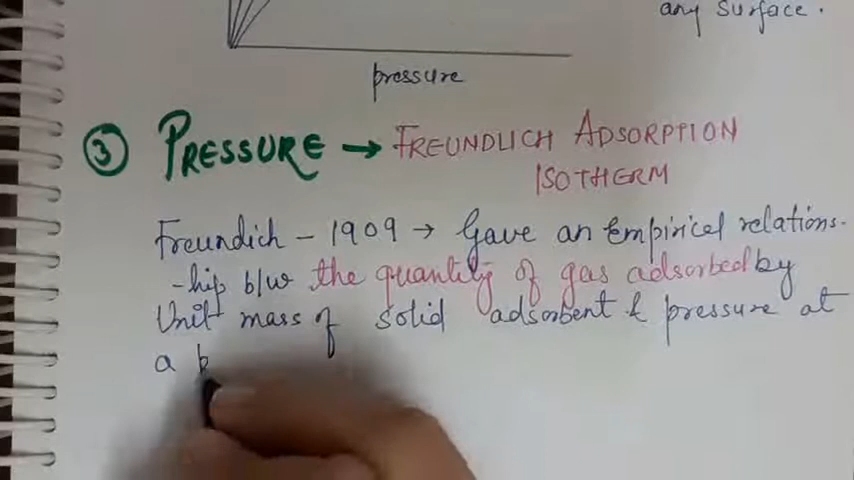 any surface.
pressure
③ PRESSURE → FREUNDLICH ADSORPTION
ISOTHERM
Freundich - 1909 → Gave an empirical relations-
-hip b/w the quantity of gas adsorbed by
Unit mass of solid adsorbent & pressure at
a p